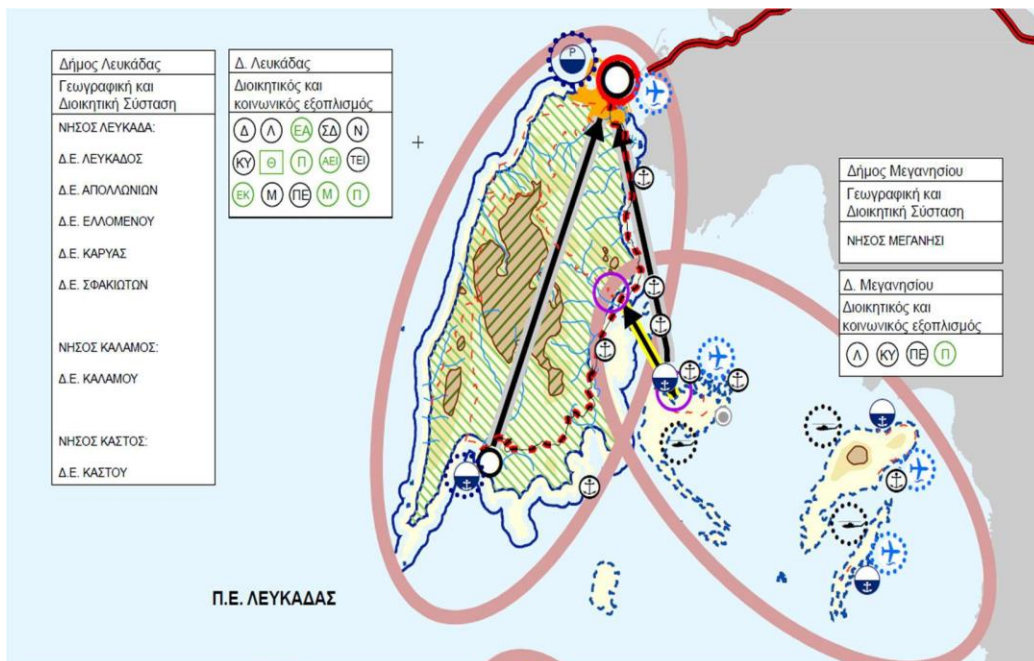 Δήμος Λευκάδας
Γεωγραφική και
Διοικητική Σύσταση
ΝΗΣΟΣ ΛΕΥΚΑΔΑ:
Δ.Ε. ΛΕΥΚΑΔΟΣ
Δ.Ε. ΑΠΟΛΛΩΝΙΩΝ
Δ.Ε. ΕΛΛΟΜΕΝΟΥ
Δ.Ε. ΚΑΡΥΑΣ
Δ.Ε. ΣΦΑΚΙΩΤΩΝ
ΝΗΣΟΣ ΚΑΛΑΜΟΣ:
Δ.Ε. ΚΑΛΑΜΟΥ
ΝΗΣΟΣ ΚΑΣΤΟΣ:
Δ.Ε. ΚΑΣΤΟΥ
Δ. Λευκάδας
Διοικητικός και
κοινωνικός εξοπλισμός
Δ Λ ΕΑ ΣΔ Ν
ΚΥ Θ Π ΑΕΙ ΤΕΙ
ΕΚ Μ ΠΕ Μ Π
P
Δήμος Μεγανησίου
Γεωγραφική και
Διοικητική Σύσταση
ΝΗΣΟΣ ΜΕΓΑΝΗΣΙ
Δ. Μεγανησίου
Διοικητικός και
κοινωνικός εξοπλισμός
Λ ΚΥ ΠΕ Π
Π.Ε. ΛΕΥΚΑΔΑΣ